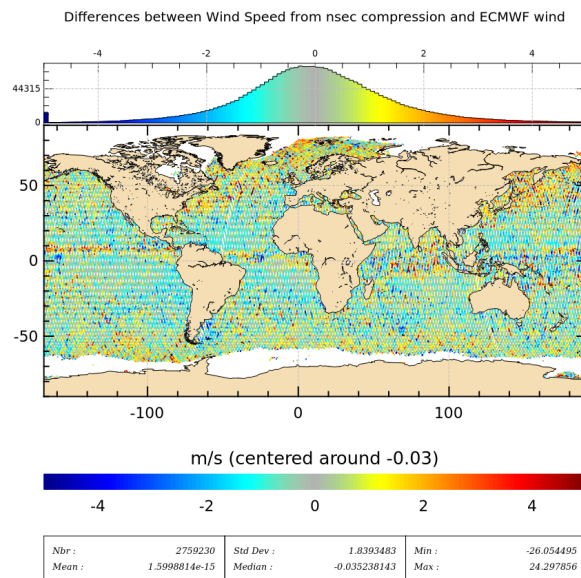 Differences between Wind Speed from nsec compression and ECMWF wind
-4 -2 0 2 4
44315
0
50
0
-50
-100 0 100
m/s (centered around -0.03)
-4 -2 0 2 4
Nbr : 2759230 Std Dev : 1.8394483 Min : -26.054495
Mean : 1.5998814e-15 Median : -0.035238143 Max : 24.297856